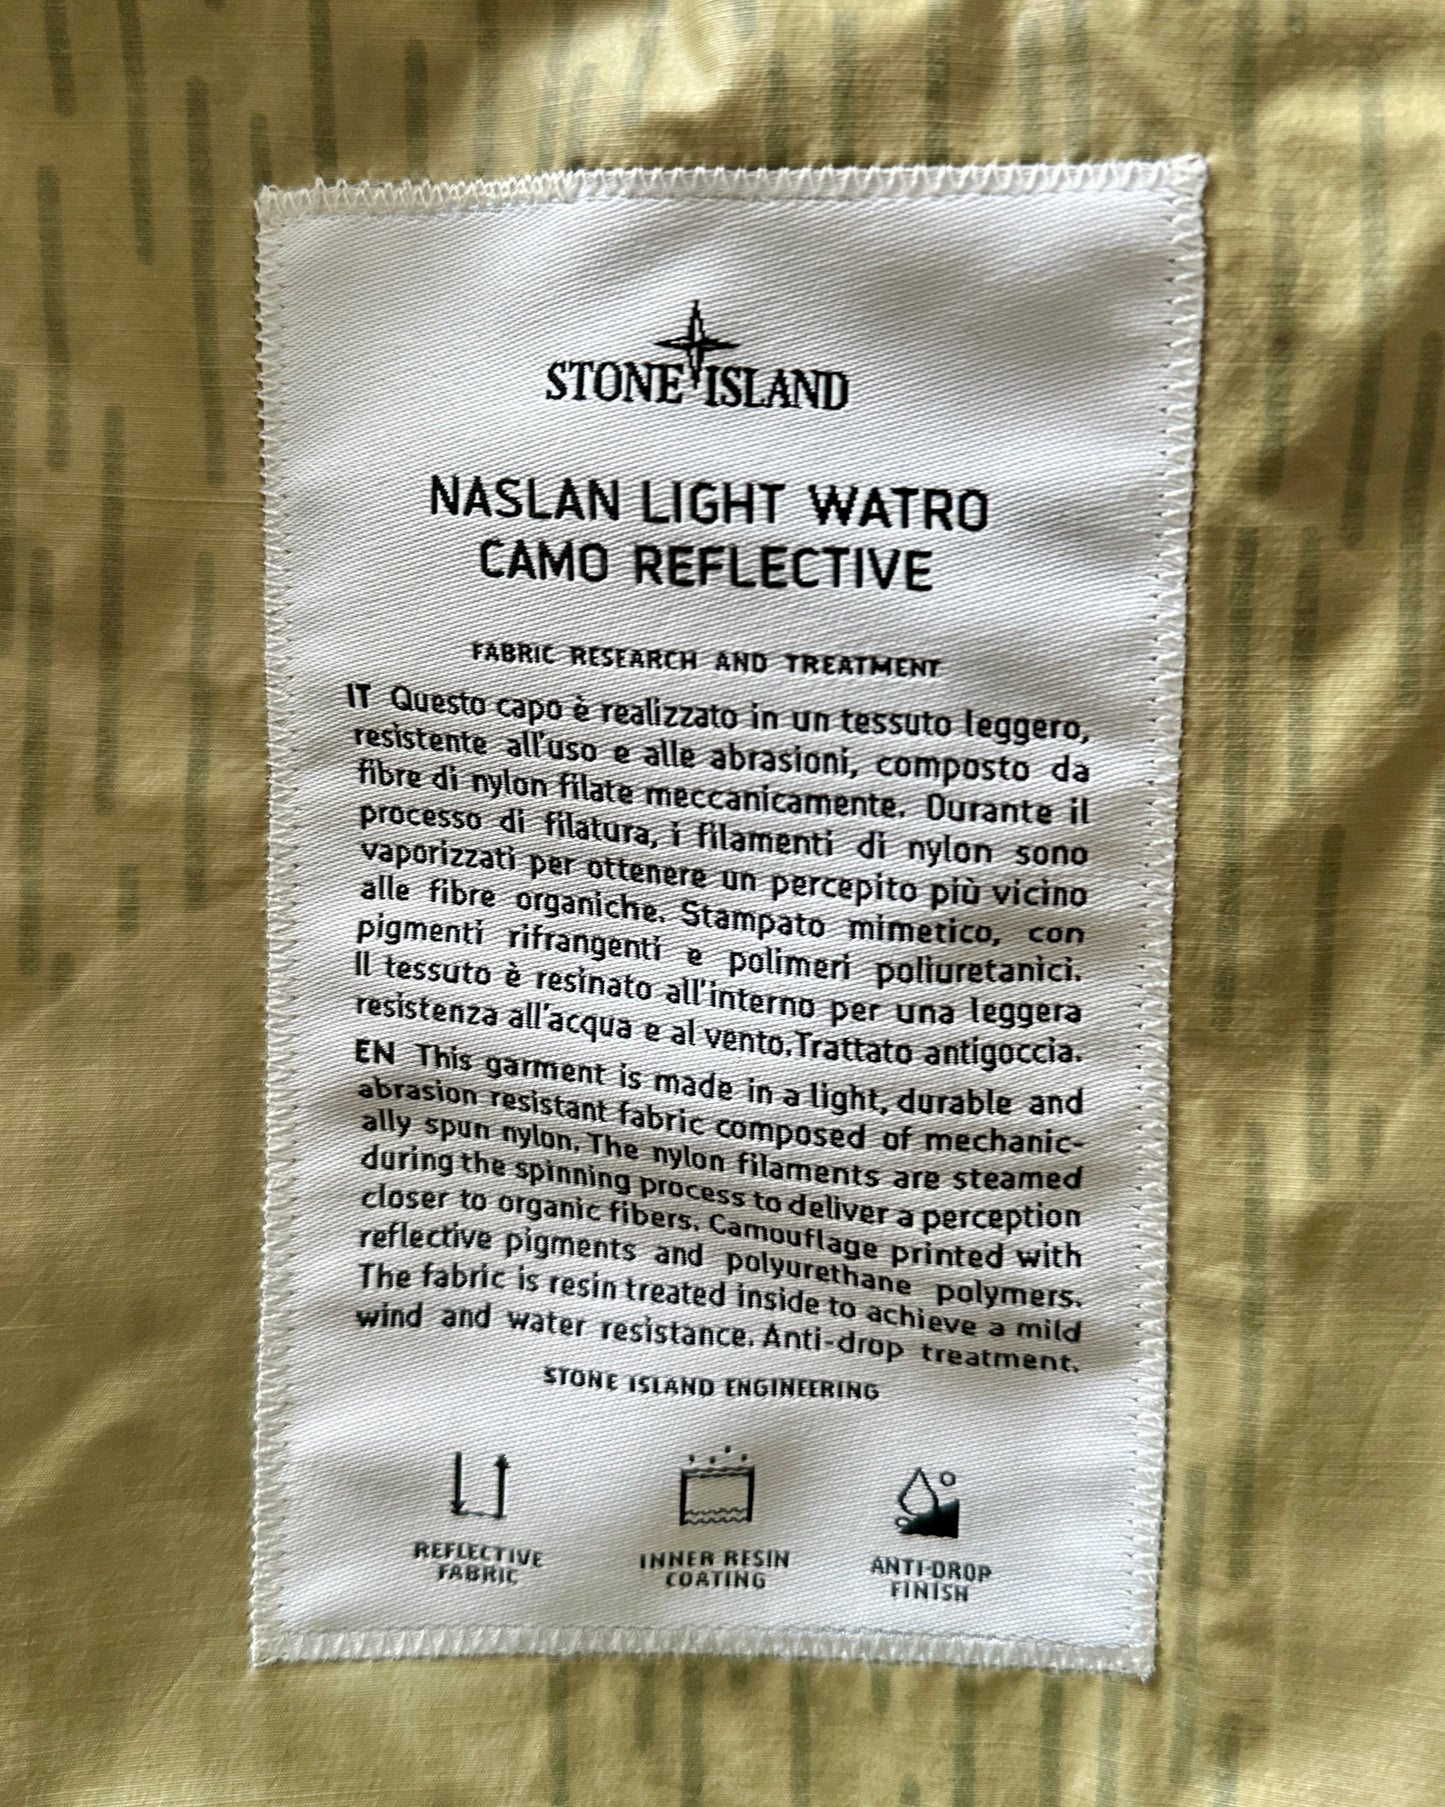 STONE ISLAND
NASLAN LIGHT WATRO
CAMO REFLECTIVE
FABRIC RESEARCH AND TREATMENT
IT Questo capo è realizzato in un tessuto leggero,
resistente all'uso e alle abrasioni, composto da
fibre di nylon filate meccanicamente. Durante il
processo di filatura, i filamenti di nylon sono
vaporizzati per ottenere un percepito più vicino
alle fibre organiche. Stampato mimetico, con
pigmenti rifrangenti e polimeri poliuretanici.
Il tessuto è resinato all'interno per una leggera
resistenza all'acqua e al vento.Trattato antigoccia.
EN This garment is made in a light, durable and
abrasion resistant fabric composed of mechanic-
ally spun nylon. The nylon filaments are steamed
during the spinning process to deliver a perception
closer to organic fibers. Camouflage printed with
reflective pigments and polyurethane polymers.
The fabric is resin treated inside to achieve a mild
wind and water resistance. Anti-drop treatment.
STONE ISLAND ENGINEERING
REFLECTIVE
FABRIC
INNER RESIN
COATING
ANTI-DROP
FINISH